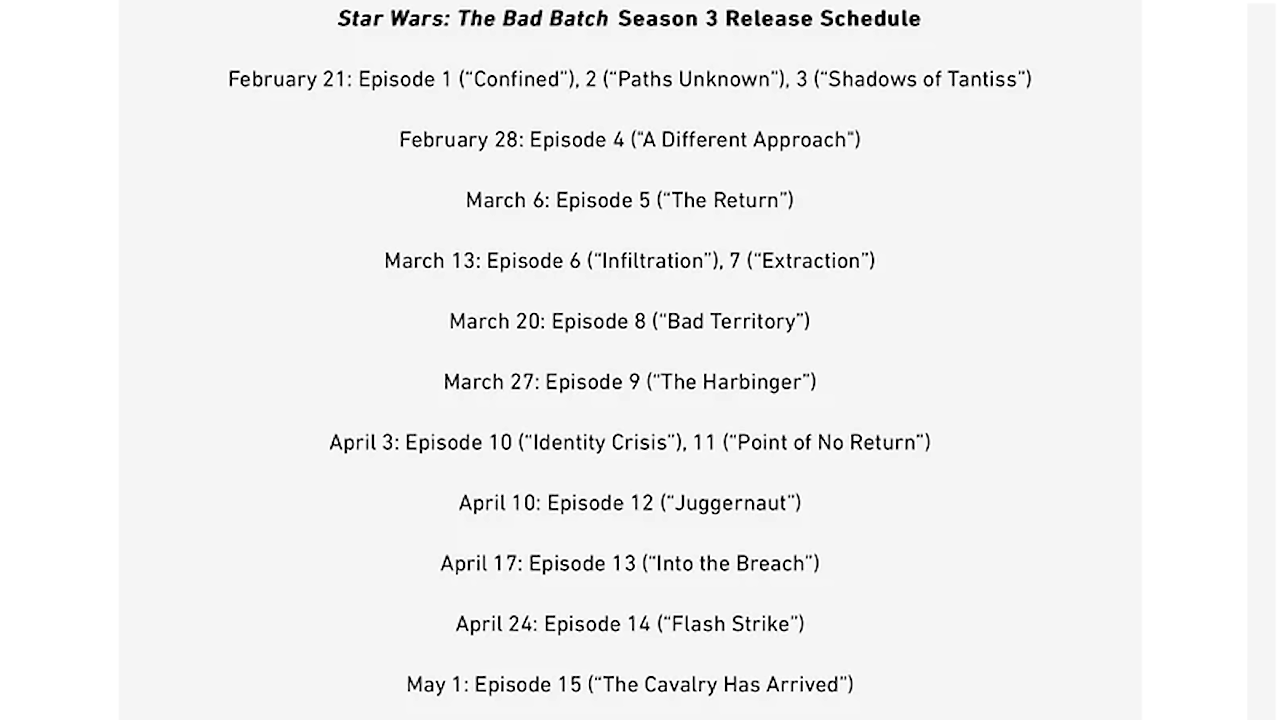 Star Wars: The Bad Batch Season 3 Release Schedule
February 21: Episode 1 (“Confined”), 2 (“Paths Unknown”), 3 (“Shadows of Tantiss”)
February 28: Episode 4 ("A Different Approach")
March 6: Episode 5 (“The Return”)
March 13: Episode 6 (“Infiltration”), 7 (“Extraction”)
March 20: Episode 8 (“Bad Territory”)
March 27: Episode 9 (“The Harbinger”)
April 3: Episode 10 (“Identity Crisis”), 11 (“Point of No Return”)
April 10: Episode 12 (“Juggernaut”)
April 17: Episode 13 (“Into the Breach”)
April 24: Episode 14 (“Flash Strike”)
May 1: Episode 15 (“The Cavalry Has Arrived”)